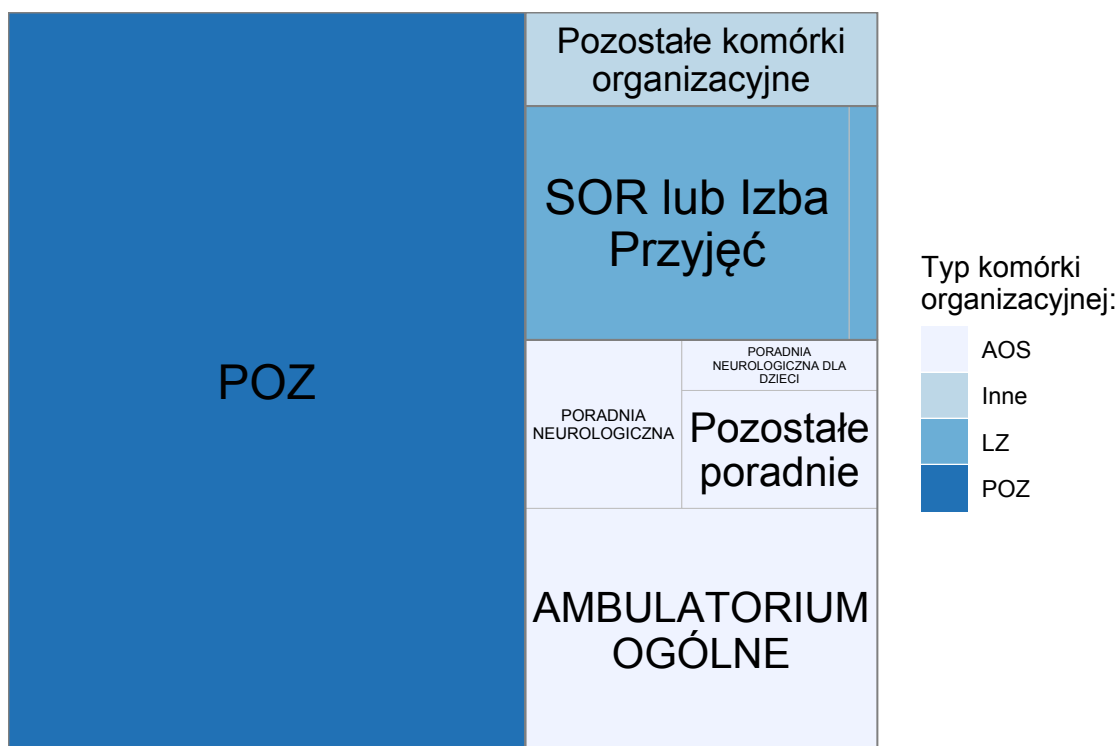 POZ
Pozostałe komórki
organizacyjne
SOR lub Izba
Przyjęć
PORADNIA
NEUROLOGICZNA
PORADNIA
NEUROLOGICZNA DLA
DZIECI
Pozostałe
poradnie
AMBULATORIUM
OGÓLNE
Typ komórki
organizacyjnej:
AOS
Inne
LZ
POZ